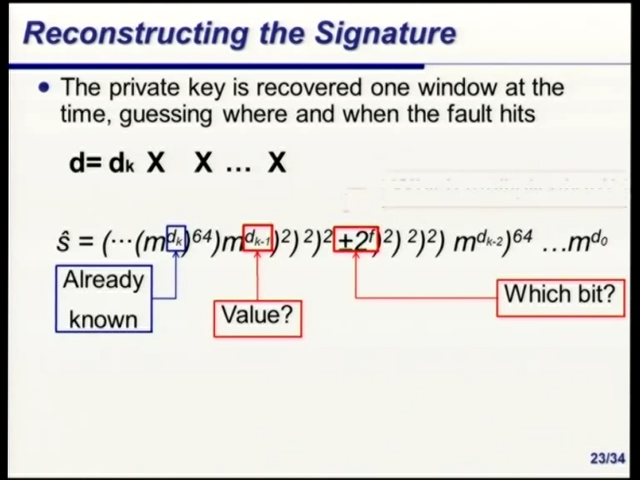 Reconstructing the Signature
• The private key is recovered one window at the
time, guessing where and when the fault hits
d= dk X X ... X
ŝ = (···(m^dk)^64)m^dk-1)^2)^2)^2 ±2^f)^2)^2)^2) m^dk-2)^64 ...m^d0
Already
known
Value?
Which bit?
23/34